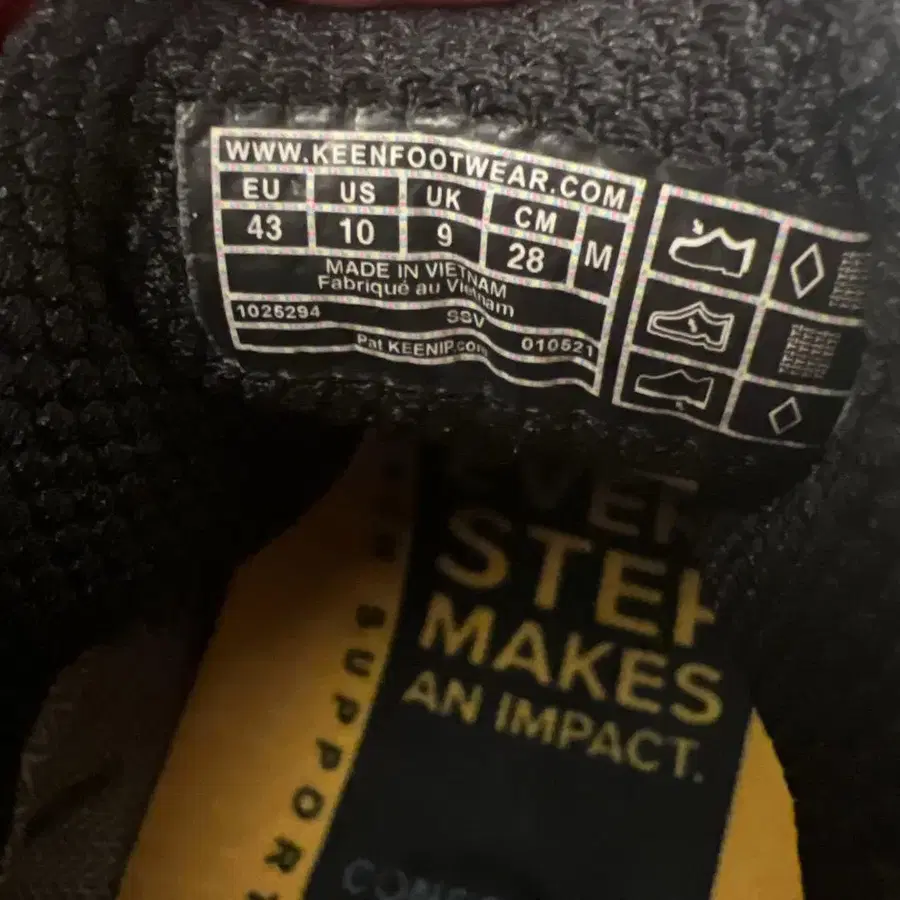 WWW.KEENFOOTWEAR.COM
EU US UK CM M
43 10 9 28
MADE IN VIETNAM
Fabriqué au Vietnam
1025294 SSV 010521
Pat KEENIP.com
STEP
MAKES
AN IMPACT.
SUPPORT